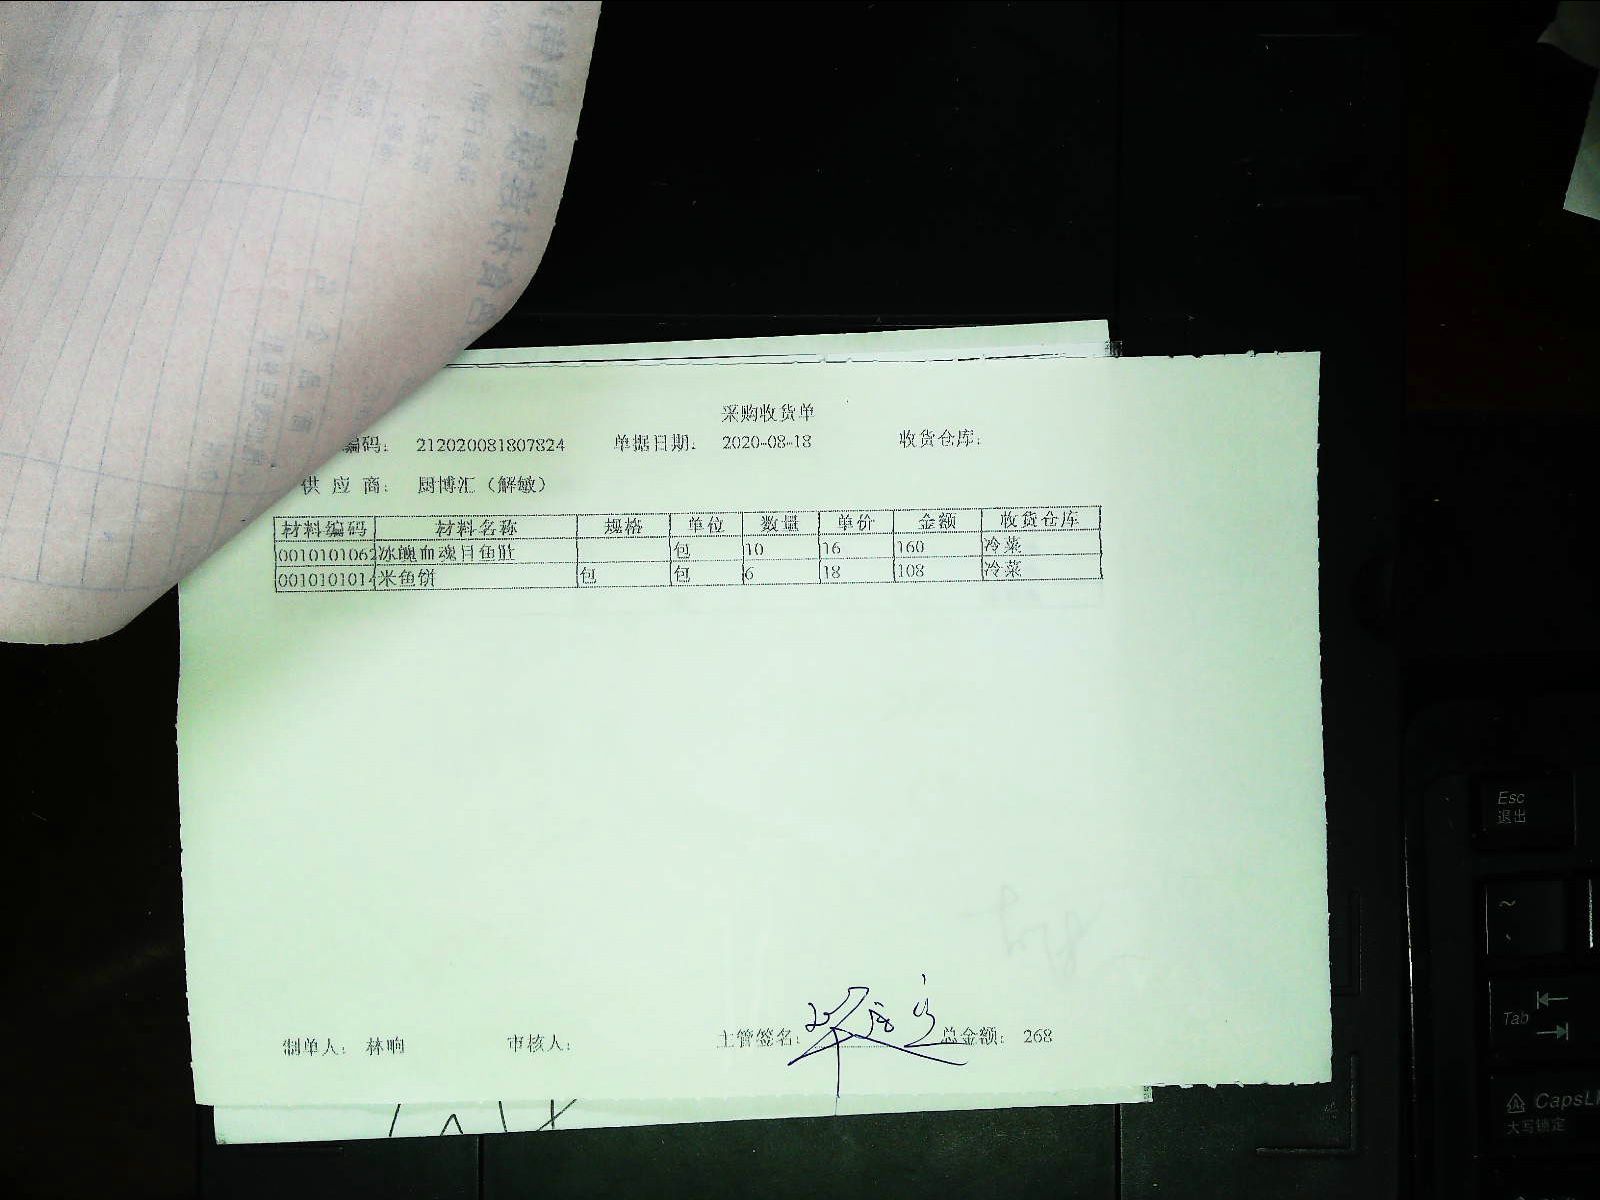 采购收货单
编码: 212020081807824 单据日期: 2020-08-18 收货仓库:
供应商: 厨博汇（解敏）
材料编码 材料名称 规格 单位 数量 单价 金额 收货仓库
0010101062 冰魄血魂目鱼肚 包 10 16 160 冷菜
001010101 米鱼饼 包 包 6 18 108 冷菜
制单人: 林响 审核人: 主管签名: 总金额: 268
Esc
退出
~
Tab
CapsL
大写锁定